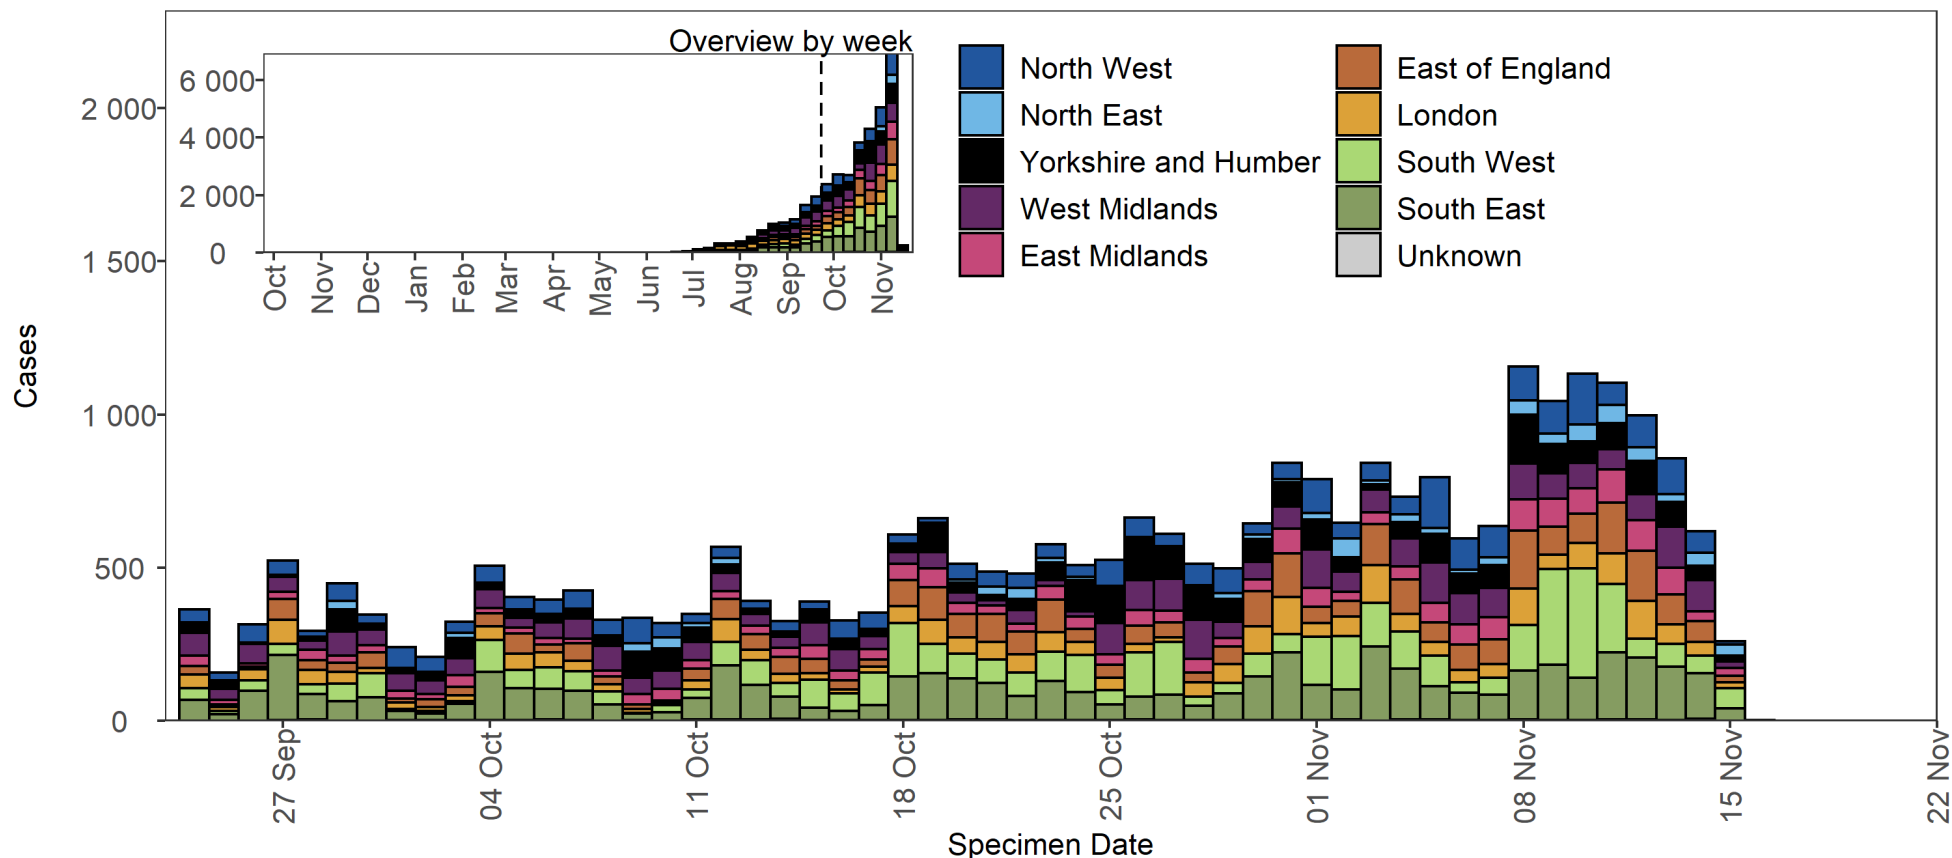 Overview by week
6 000
4 000
2 000
0
Oct
Nov
Dec
Jan
Feb
Mar
Apr
May
Jun
Jul
Aug
Sep
Oct
Nov
North West
North East
Yorkshire and Humber
West Midlands
East Midlands
East of England
London
South West
South East
Unknown
Cases
2 000
1 500
1 000
500
0
27 Sep
04 Oct
11 Oct
18 Oct
25 Oct
01 Nov
08 Nov
15 Nov
22 Nov
Specimen Date